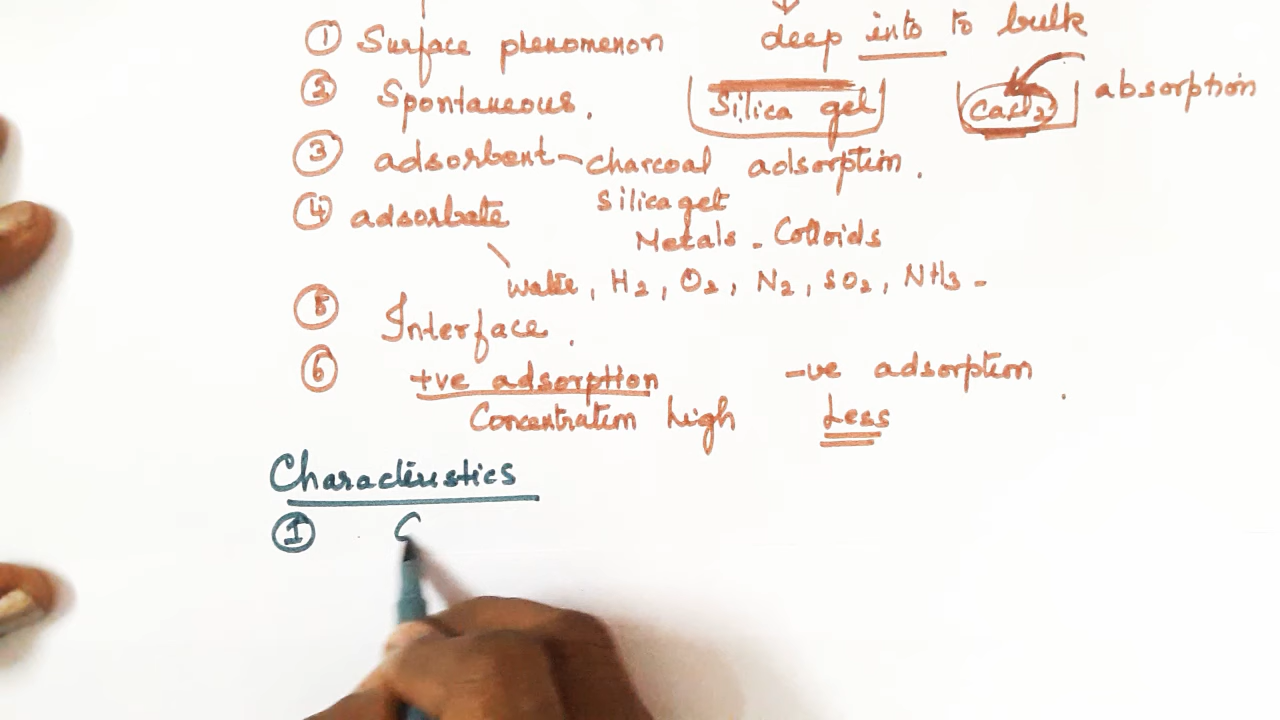 ① Surface phenomenon deep into to bulk
② Spontaneous. Silica gel CaCl2 absorption
③ adsorbent - charcoal adsorption.
Silica gel
④ adsorbate
Metals - Colloids
water, H2, O2, N2, SO2, NH3 -
⑤ Interface.
⑥ +ve adsorption -ve adsorption
Concentration high Less
Characteristics
①